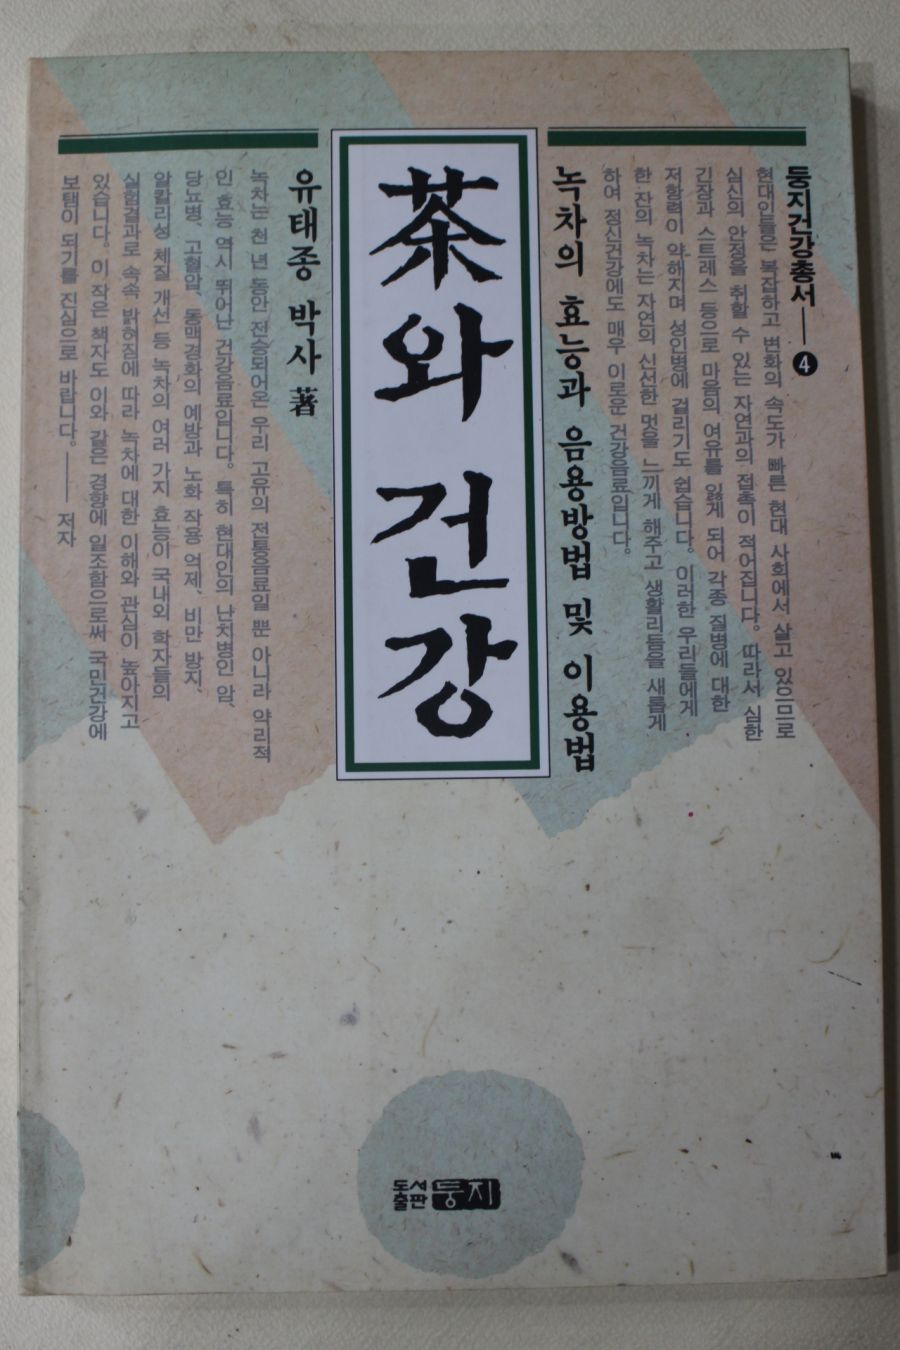 둥지건강총서──❹
현대인들은 복잡하고 변화의 속도가 빠른 현대 사회에서 살고 있으므로
심신의 안정을 취할 수 있는 자연과의 접촉이 적어집니다. 따라서 심한
긴장과 스트레스 등으로 마음의 여유를 잃게 되어 각종 질병에 대한
저항력이 약해지며 성인병에 걸리기도 쉽습니다. 이러한 우리들에게
한 잔의 녹차는 자연의 신선한 멋을 느끼게 해주고 생활리듬을 새롭게
하여 정신건강에도 매우 이로운 건강음료입니다.
녹차의 효능과 음용방법 및 이용법
茶와 건강
유태종 박사 著
녹차는 천 년 동안 전승되어온 우리 고유의 전통음료일 뿐 아니라 약리적
인 효능 역시 뛰어난 건강음료입니다. 특히 현대인의 난치병인 암,
당뇨병, 고혈압, 동맥경화의 예방과 노화 작용 억제, 비만 방지,
알칼리성 체질 개선 등 녹차의 여러 가지 효능이 국내외 학자들의
실험결과로 속속 밝혀짐에 따라 녹차에 대한 이해와 관심이 높아지고
있습니다. 이 작은 책자도 이와 같은 경향에 일조함으로써 국민건강에
보탬이 되기를 진심으로 바랍니다. ── 저자
도서
출판 둥지